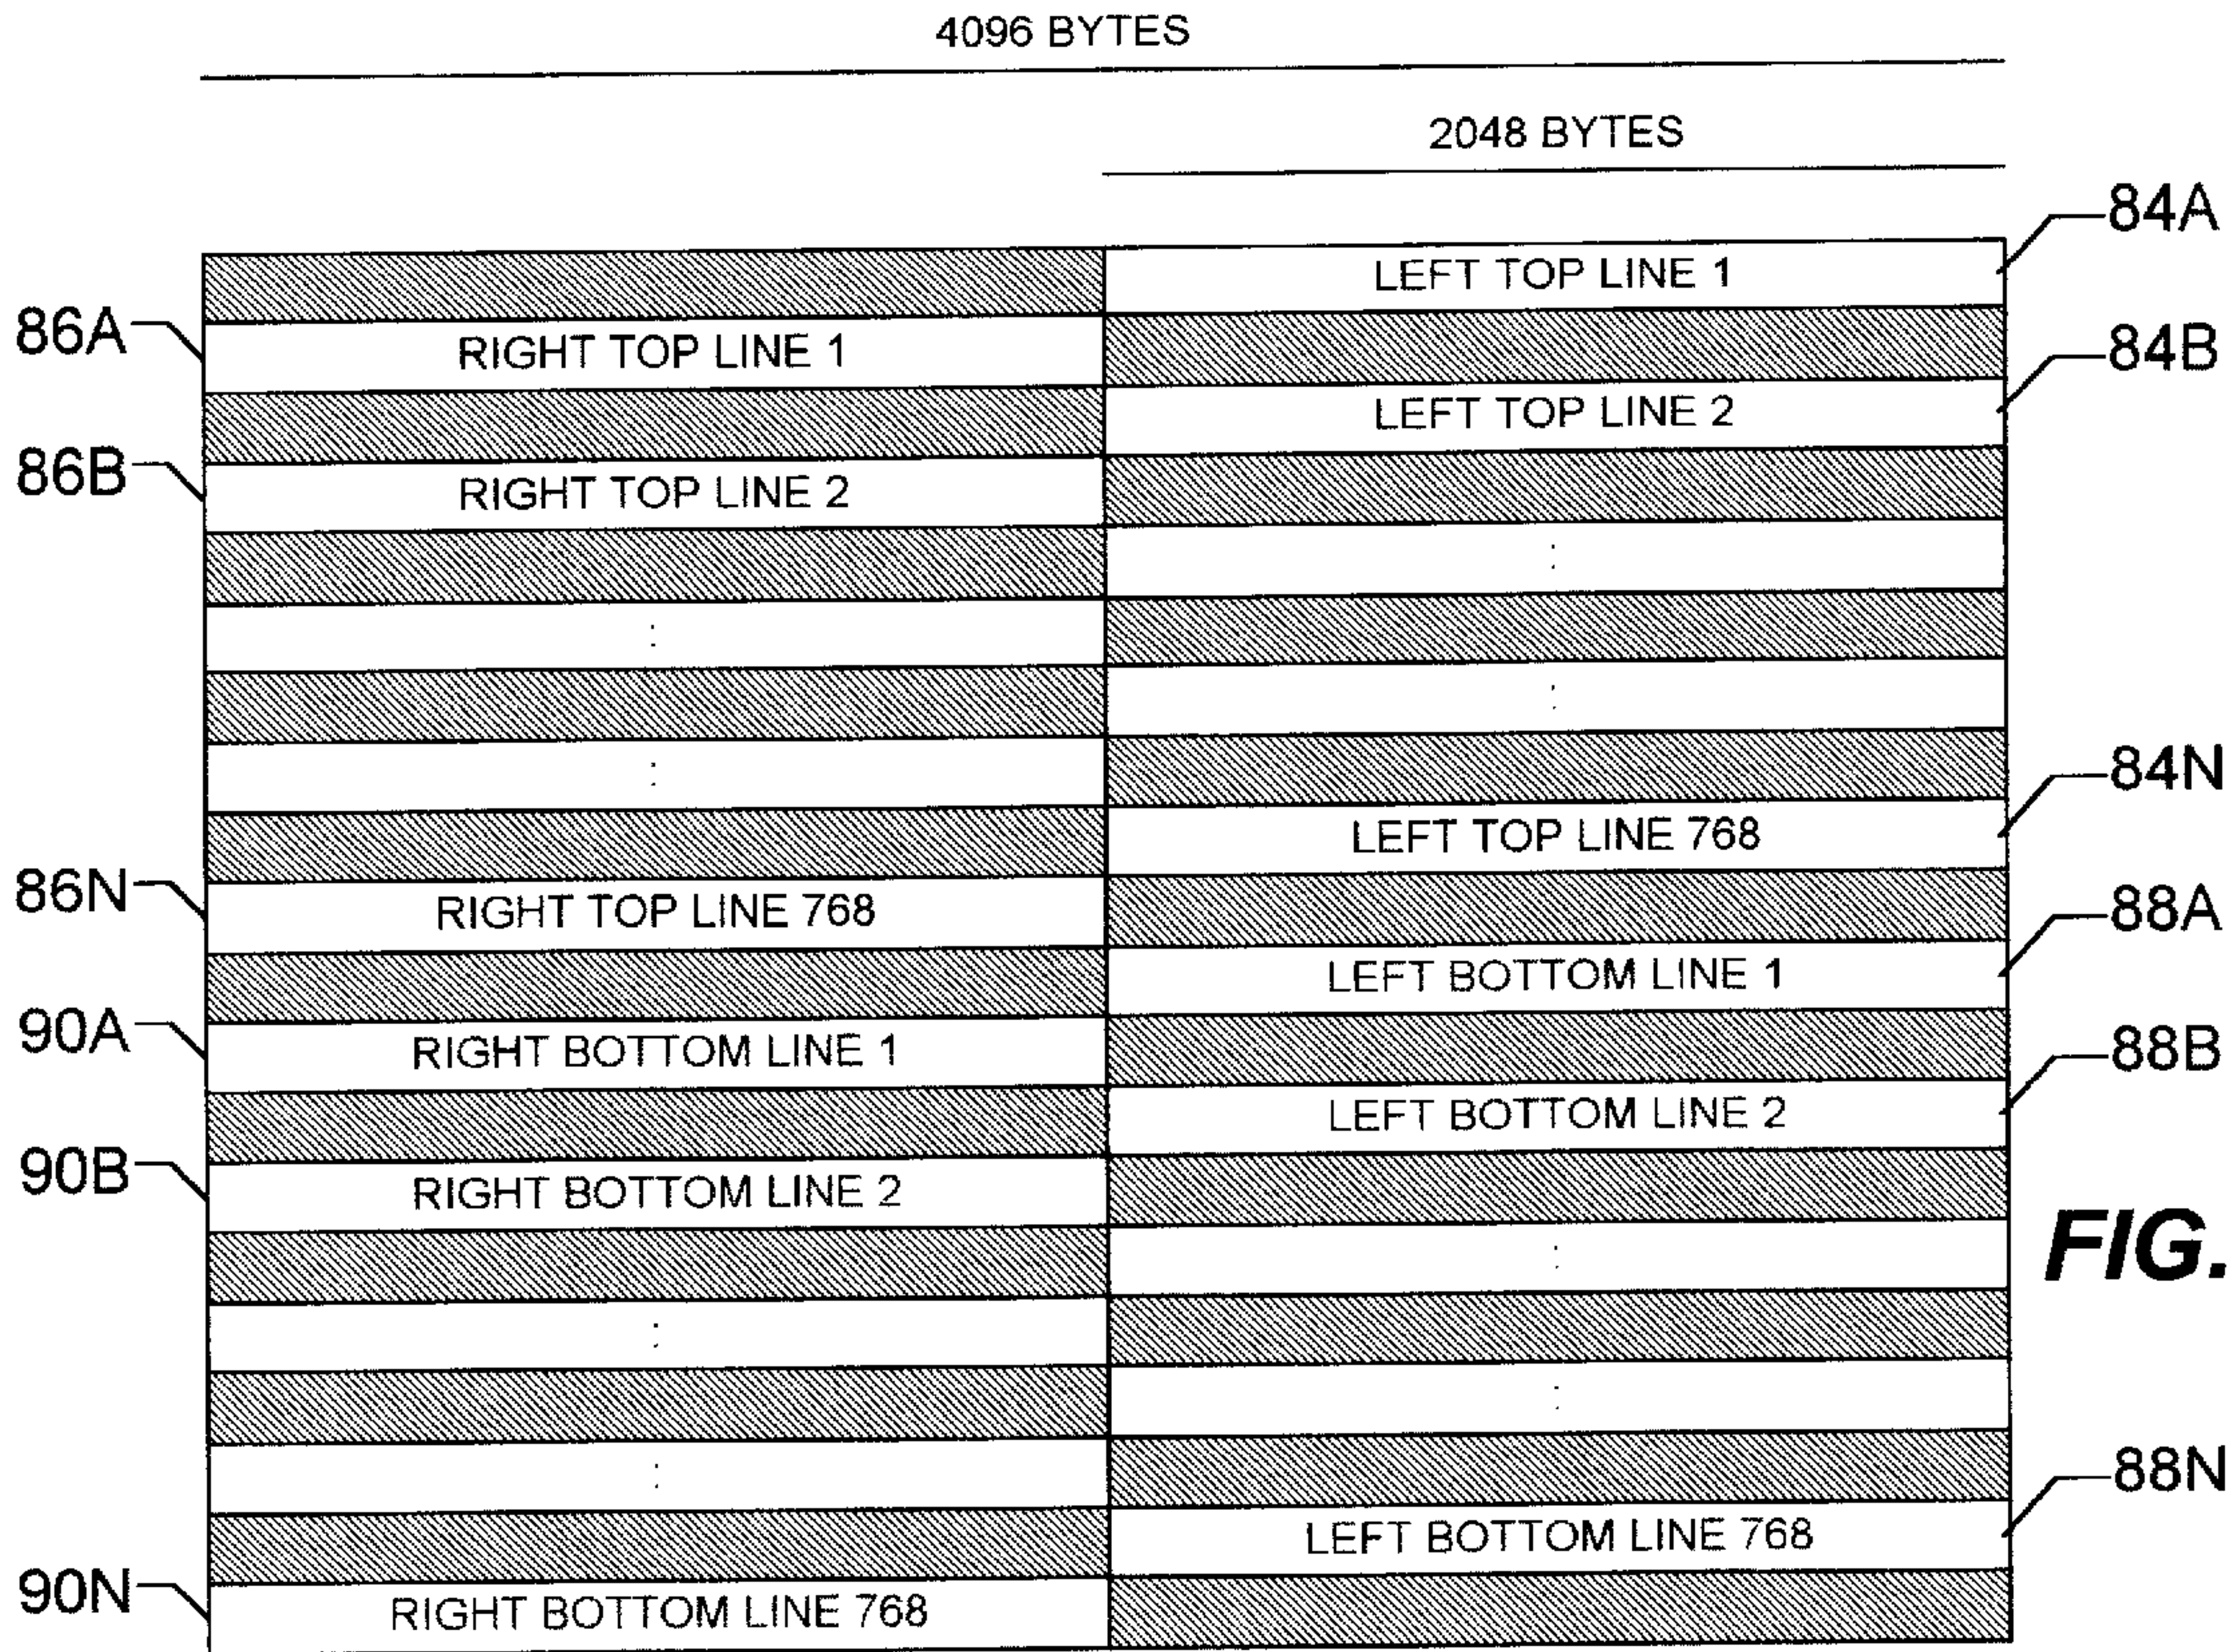 4096 BYTES
2048 BYTES
84A
LEFT TOP LINE 1
86A
RIGHT TOP LINE 1
84B
LEFT TOP LINE 2
86B
RIGHT TOP LINE 2
:
:
:
:
84N
LEFT TOP LINE 768
86N
RIGHT TOP LINE 768
88A
LEFT BOTTOM LINE 1
90A
RIGHT BOTTOM LINE 1
88B
LEFT BOTTOM LINE 2
90B
RIGHT BOTTOM LINE 2
FIG.
:
:
:
:
88N
LEFT BOTTOM LINE 768
90N
RIGHT BOTTOM LINE 768